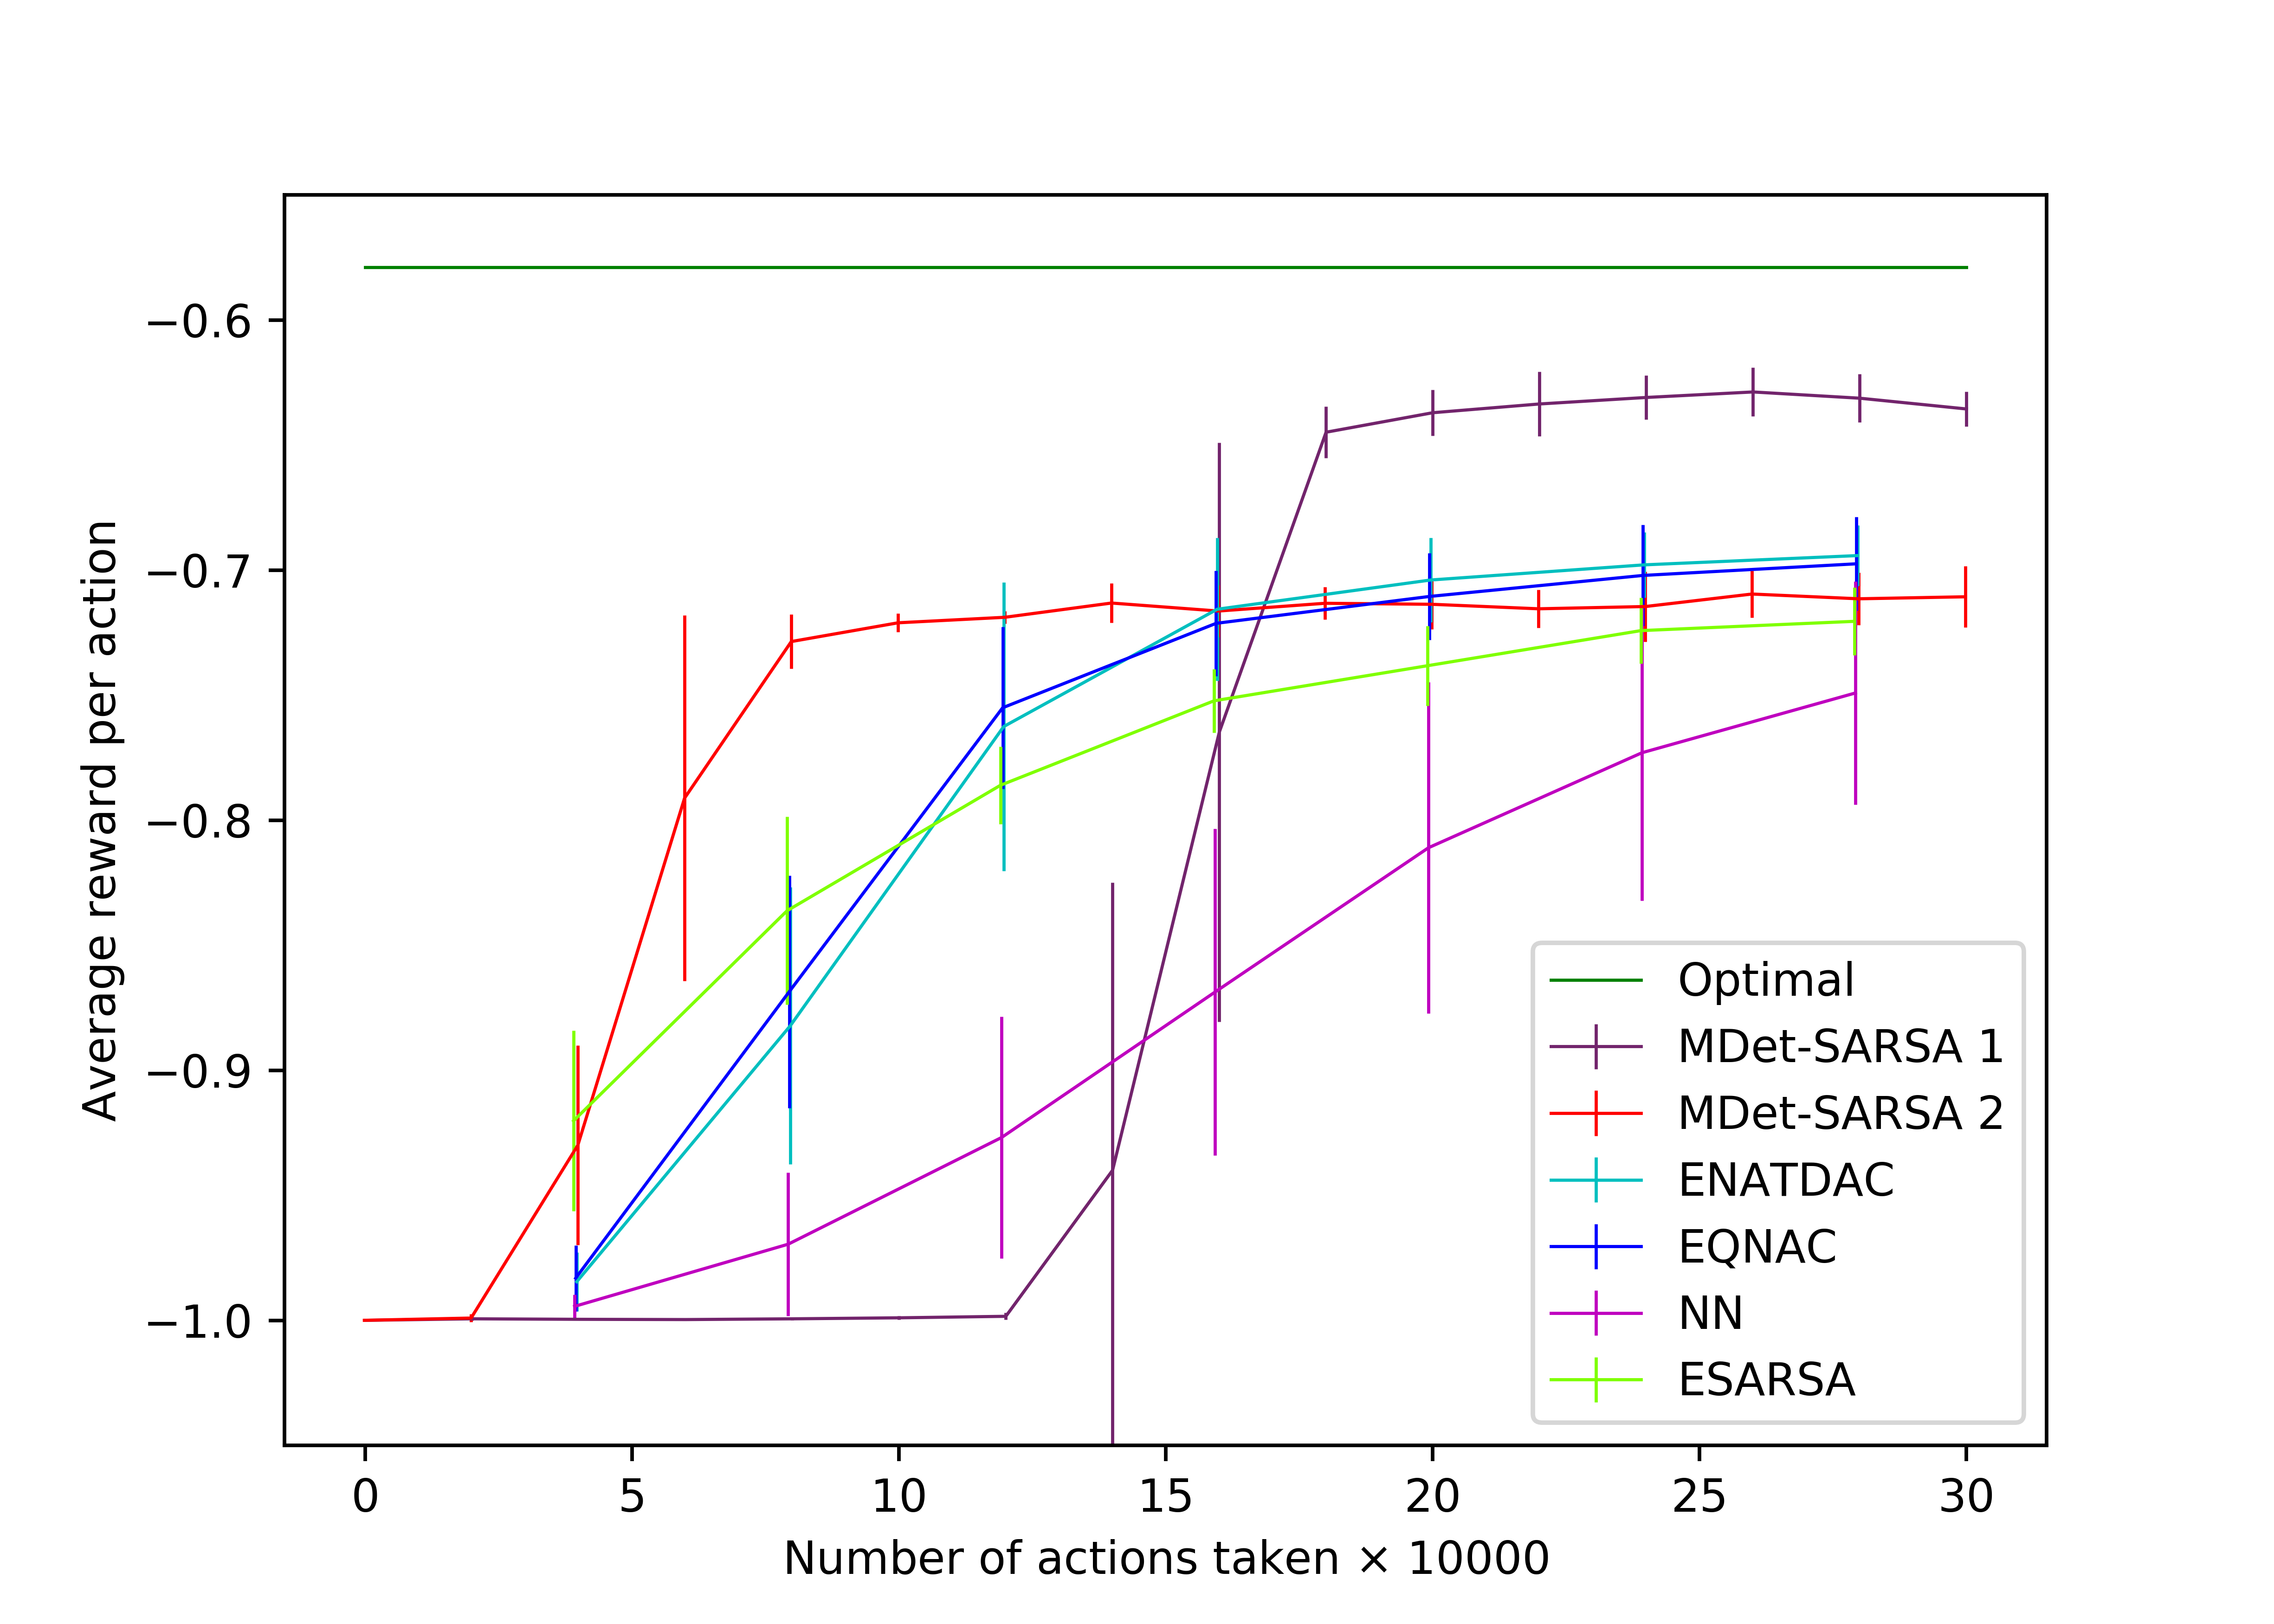 Average reward per action
−0.6
−0.7
−0.8
−0.9
−1.0
0 5 10 15 20 25 30
Number of actions taken × 10000
Optimal
MDet-SARSA 1
MDet-SARSA 2
ENATDAC
EQNAC
NN
ESARSA